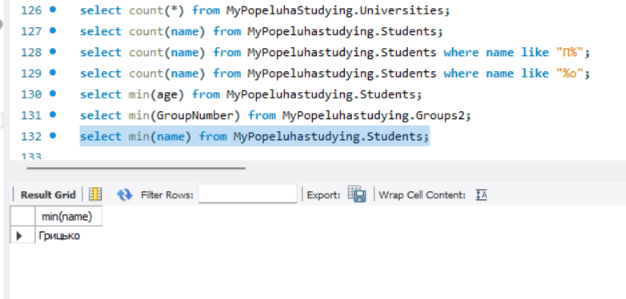 126 select count(*) from MyPopeluhaStudying.Universities;
127 select count(name) from MyPopeluhastudying.Students;
128 select count(name) from MyPopeluhastudying.Students where name like "П%";
129 select count(name) from MyPopeluhastudying.Students where name like "%о";
130 select min(age) from MyPopeluhastudying.Students;
131 select min(GroupNumber) from MyPopeluhastudying.Groups2;
132 select min(name) from MyPopeluhastudying.Students;
133
Result Grid Filter Rows: Export: Wrap Cell Content:
min(name)
Грицько